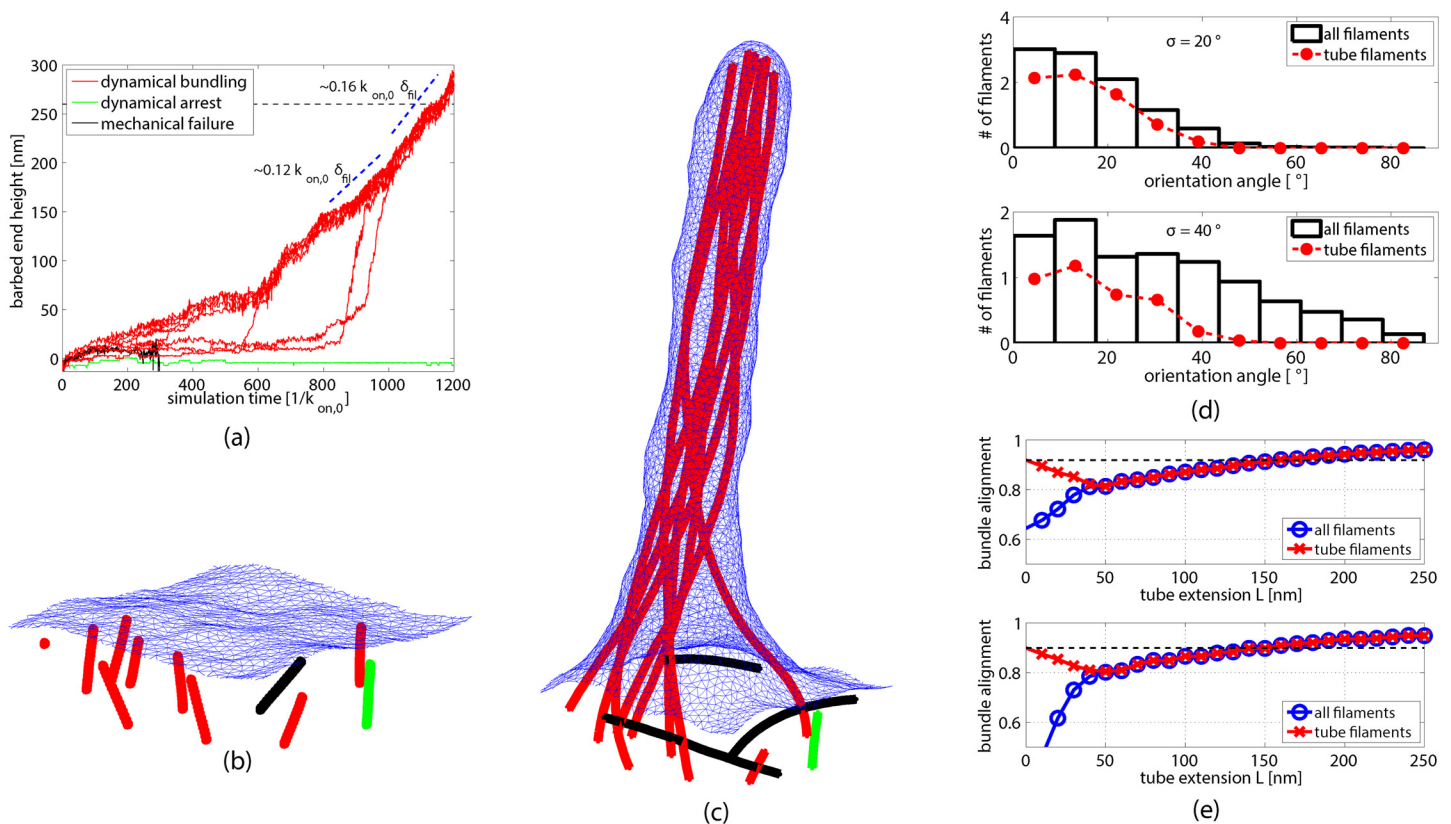 300
250
200
150
100
50
0
barbed end height [nm]
dynamical bundling
dynamical arrest
mechanical failure
~0.16 k on,0 δfil
~0.12 k on,0 δfil
0 200 400 600 800 1000 1200
simulation time [1/k on,0]
(a)
(b)
(c)
4
2
0
# of filaments
σ = 20 °
all filaments
tube filaments
0 20 40 60 80
orientation angle [ °]
2
1
0
# of filaments
σ = 40 °
all filaments
tube filaments
0 20 40 60 80
orientation angle [ °]
(d)
1
0.8
0.6
bundle alignment
all filaments
tube filaments
0 50 100 150 200 250
tube extension L [nm]
1
0.8
0.6
bundle alignment
all filaments
tube filaments
0 50 100 150 200 250
tube extension L [nm]
(e)